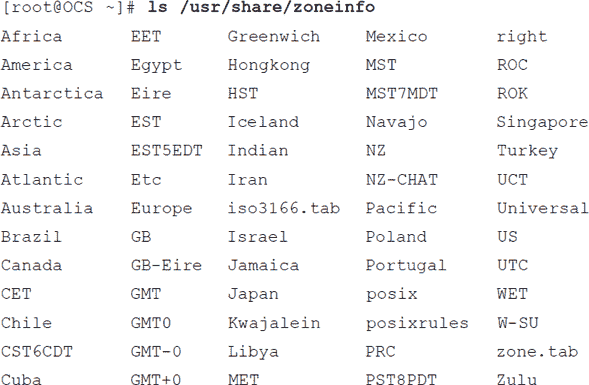 [root@OCS ~]# ls /usr/share/zoneinfo
Africa EET Greenwich Mexico right
America Egypt Hongkong MST ROC
Antarctica Eire HST MST7MDT ROK
Arctic EST Iceland Navajo Singapore
Asia EST5EDT Indian NZ Turkey
Atlantic Etc Iran NZ-CHAT UCT
Australia Europe iso3166.tab Pacific Universal
Brazil GB Israel Poland US
Canada GB-Eire Jamaica Portugal UTC
CET GMT Japan posix WET
Chile GMT0 Kwajalein posixrules W-SU
CST6CDT GMT-0 Libya PRC zone.tab
Cuba GMT+0 MET PST8PDT Zulu